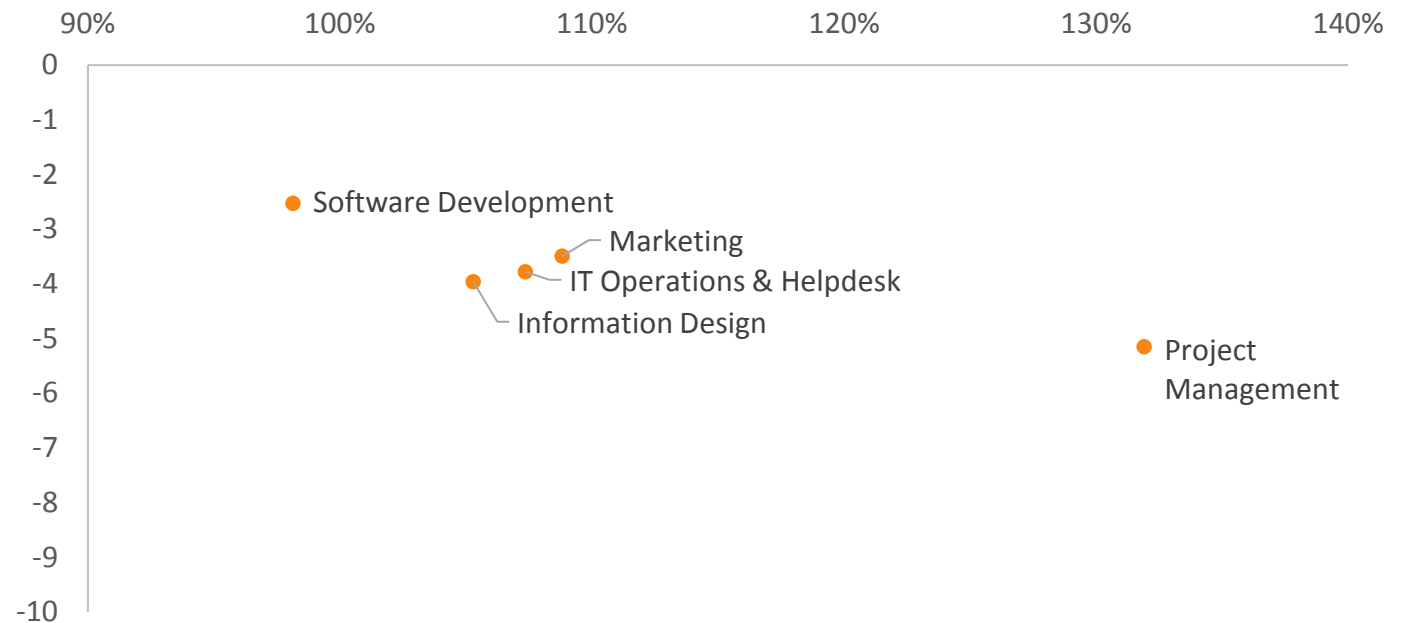 90% 100% 110% 120% 130% 140%
0
-1
-2
Software Development
-3
Marketing
IT Operations & Helpdesk
-4
Information Design
-5
Project
Management
-6
-7
-8
-9
-10